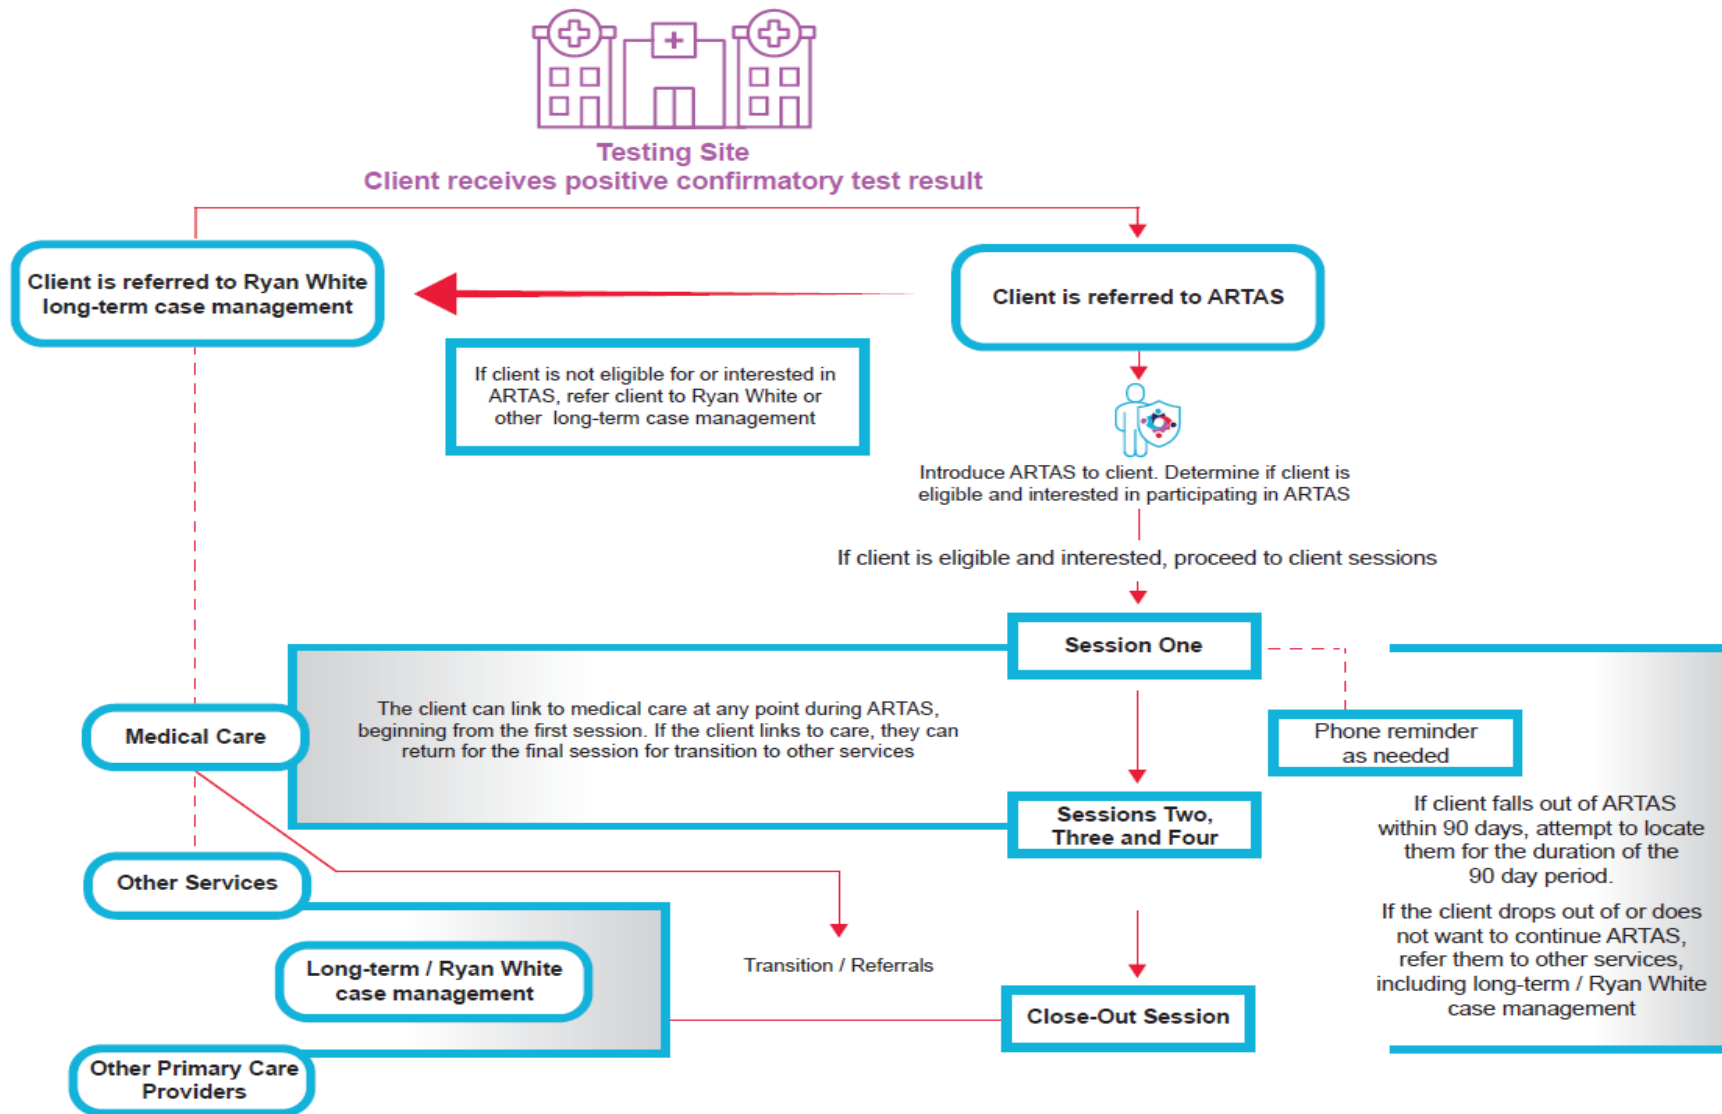 Testing Site
Client receives positive confirmatory test result
Client is referred to Ryan White
long-term case management
Client is referred to ARTAS
If client is not eligible for or interested in
ARTAS, refer client to Ryan White or
other long-term case management
Introduce ARTAS to client. Determine if client is
eligible and interested in participating in ARTAS
If client is eligible and interested, proceed to client sessions
Session One
The client can link to medical care at any point during ARTAS,
beginning from the first session. If the client links to care, they can
return for the final session for transition to other services
Medical Care
Phone reminder
as needed
Sessions Two,
Three and Four
If client falls out of ARTAS
within 90 days, attempt to locate
them for the duration of the
90 day period.
If the client drops out of or does
not want to continue ARTAS,
refer them to other services,
including long-term / Ryan White
case management
Other Services
Long-term / Ryan White
case management
Transition / Referrals
Close-Out Session
Other Primary Care
Providers